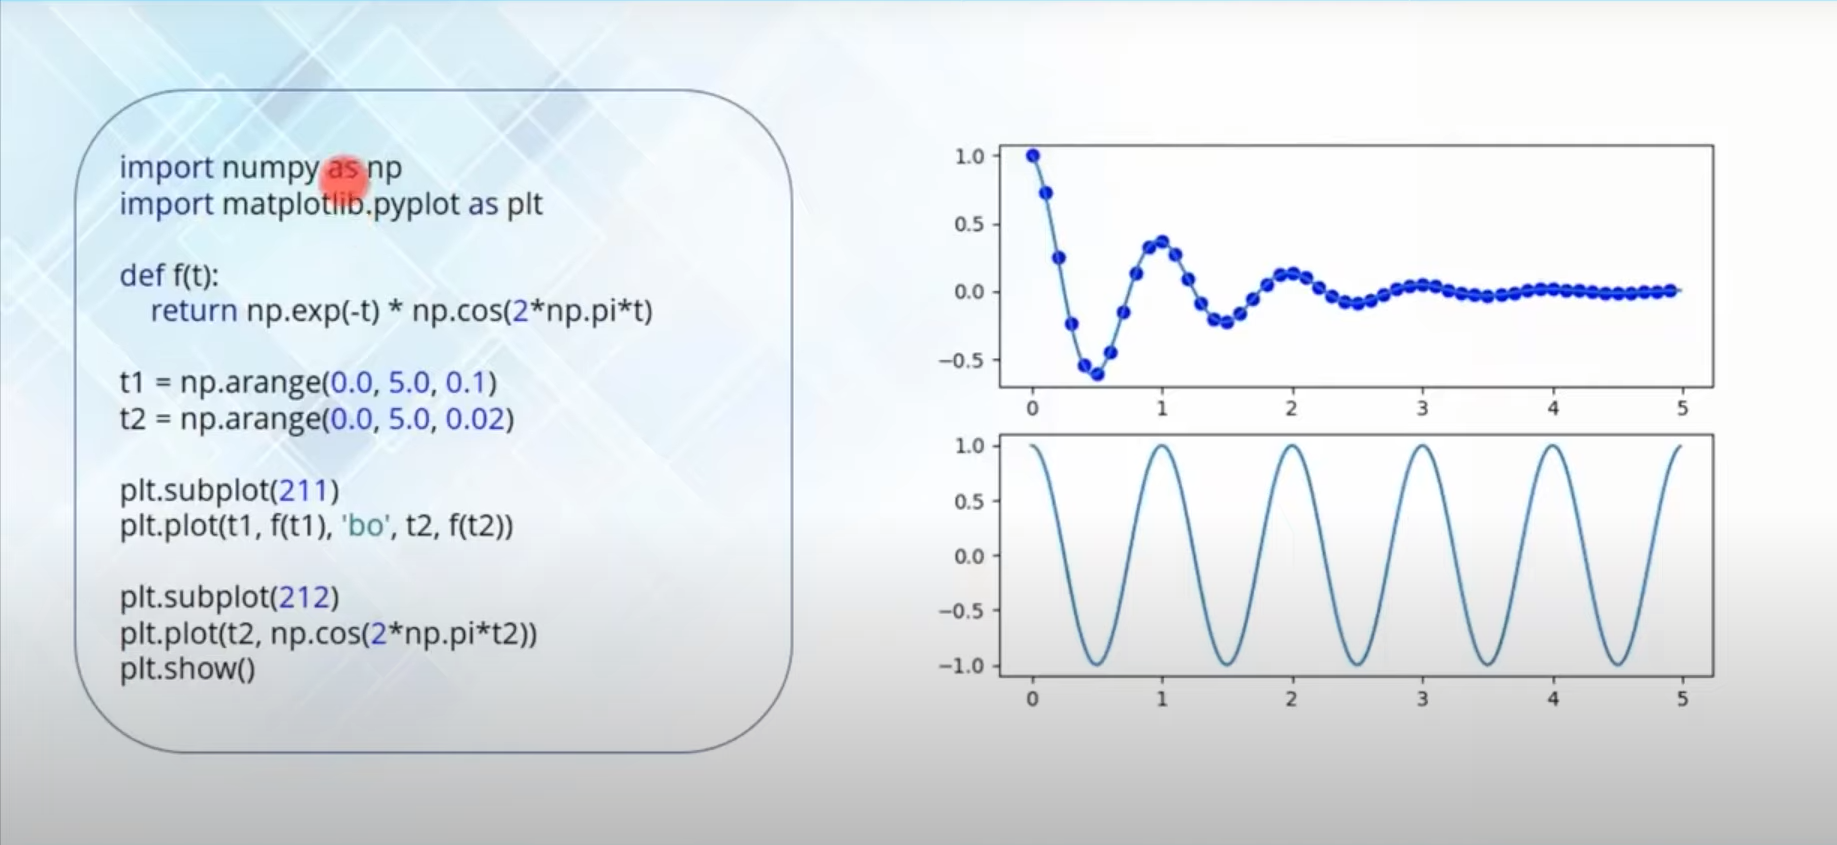 import numpy as np
import matplotlib.pyplot as plt
def f(t):
return np.exp(-t) * np.cos(2*np.pi*t)
t1 = np.arange(0.0, 5.0, 0.1)
t2 = np.arange(0.0, 5.0, 0.02)
plt.subplot(211)
plt.plot(t1, f(t1), 'bo', t2, f(t2))
plt.subplot(212)
plt.plot(t2, np.cos(2*np.pi*t2))
plt.show()
1.0
0.5
0.0
−0.5
0 1 2 3 4 5
1.0
0.5
0.0
−0.5
−1.0
0 1 2 3 4 5